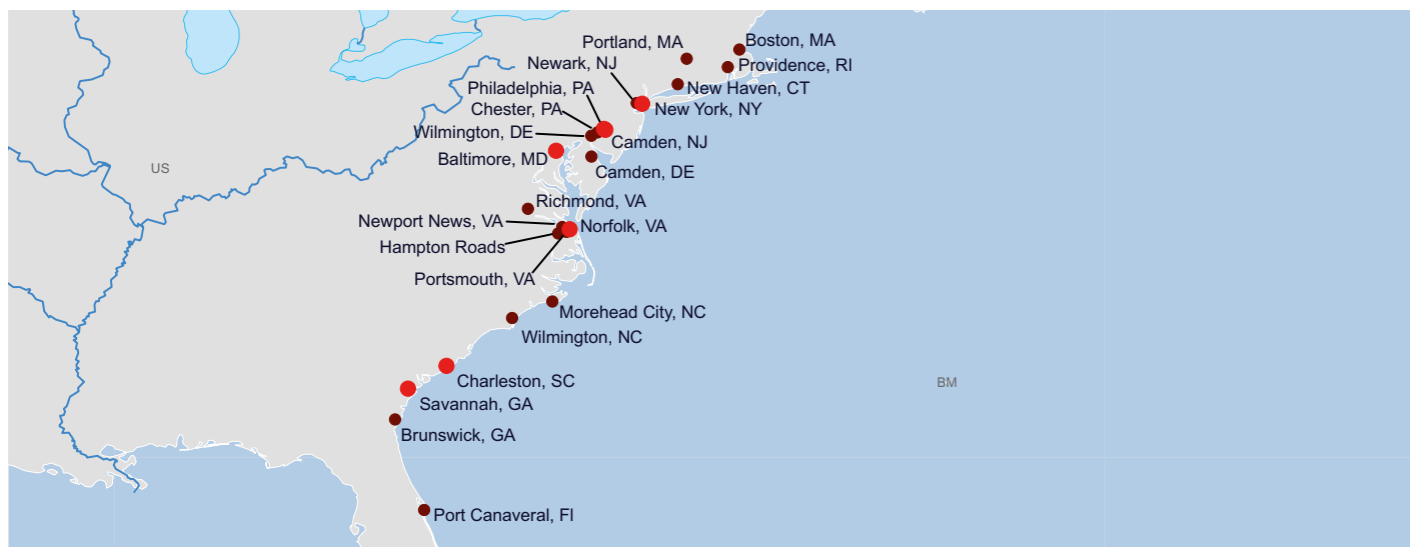 Portland, MA
Boston, MA
Newark, NJ
Providence, RI
Philadelphia, PA
New Haven, CT
Chester, PA
New York, NY
Wilmington, DE
Camden, NJ
Baltimore, MD
US
Camden, DE
Richmond, VA
Newport News, VA
Norfolk, VA
Hampton Roads
Portsmouth, VA
Morehead City, NC
Wilmington, NC
Charleston, SC
BM
Savannah, GA
Brunswick, GA
Port Canaveral, Fl